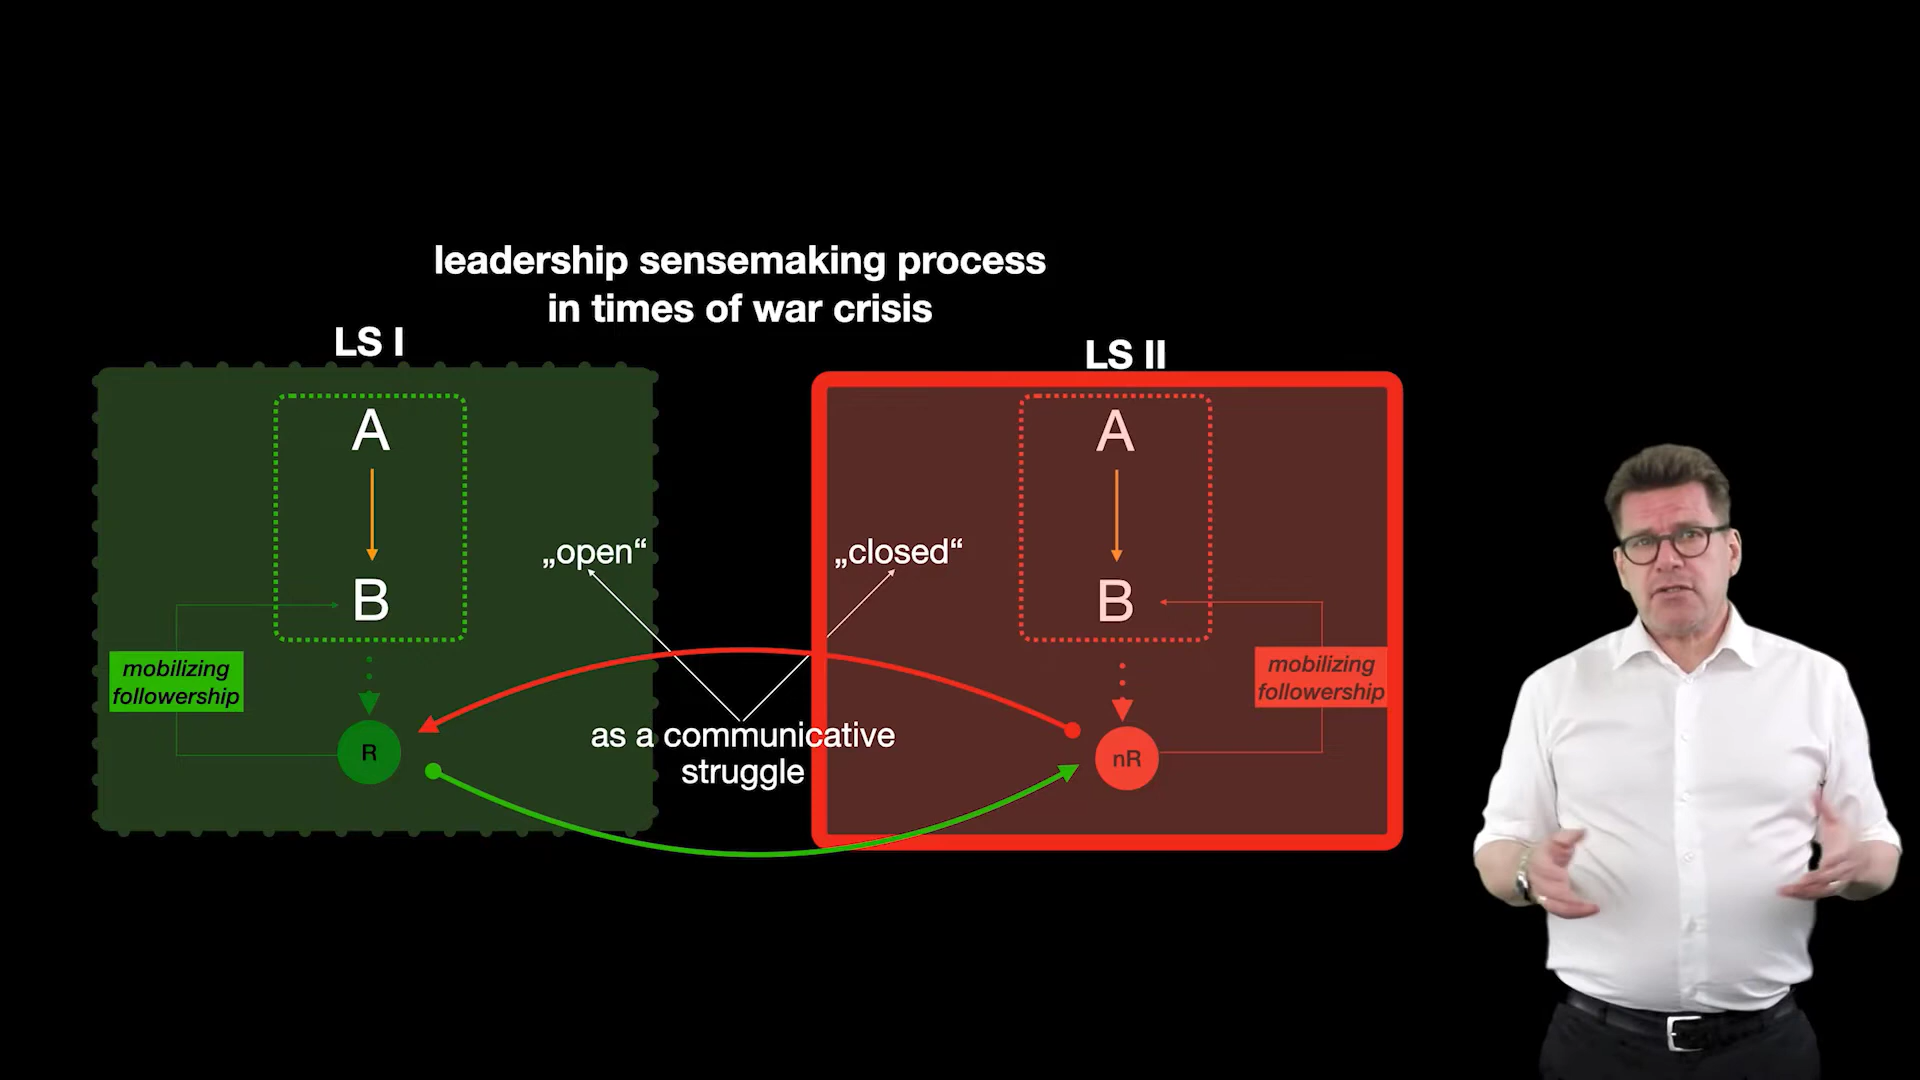 leadership sensemaking process
in times of war crisis
LS I
LS II
A
A
„open“
„closed“
B
B
mobilizing
followership
mobilizing
followership
R
as a communicative
struggle
nR